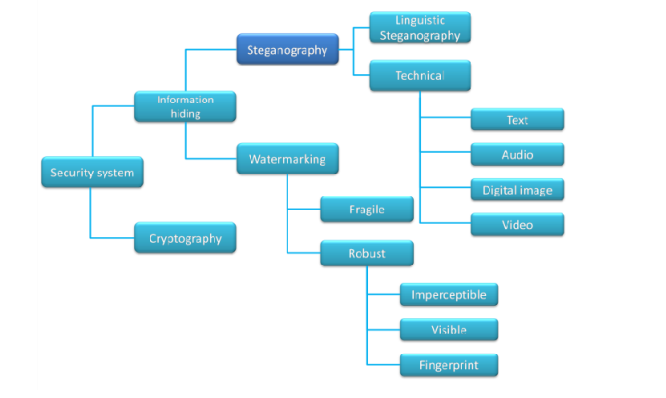 Linguistic
Steganography
Steganography
Technical
Information
hiding
Text
Audio
Watermarking
Security system
Digital image
Fragile
Video
Cryptography
Robust
Imperceptible
Visible
Fingerprint